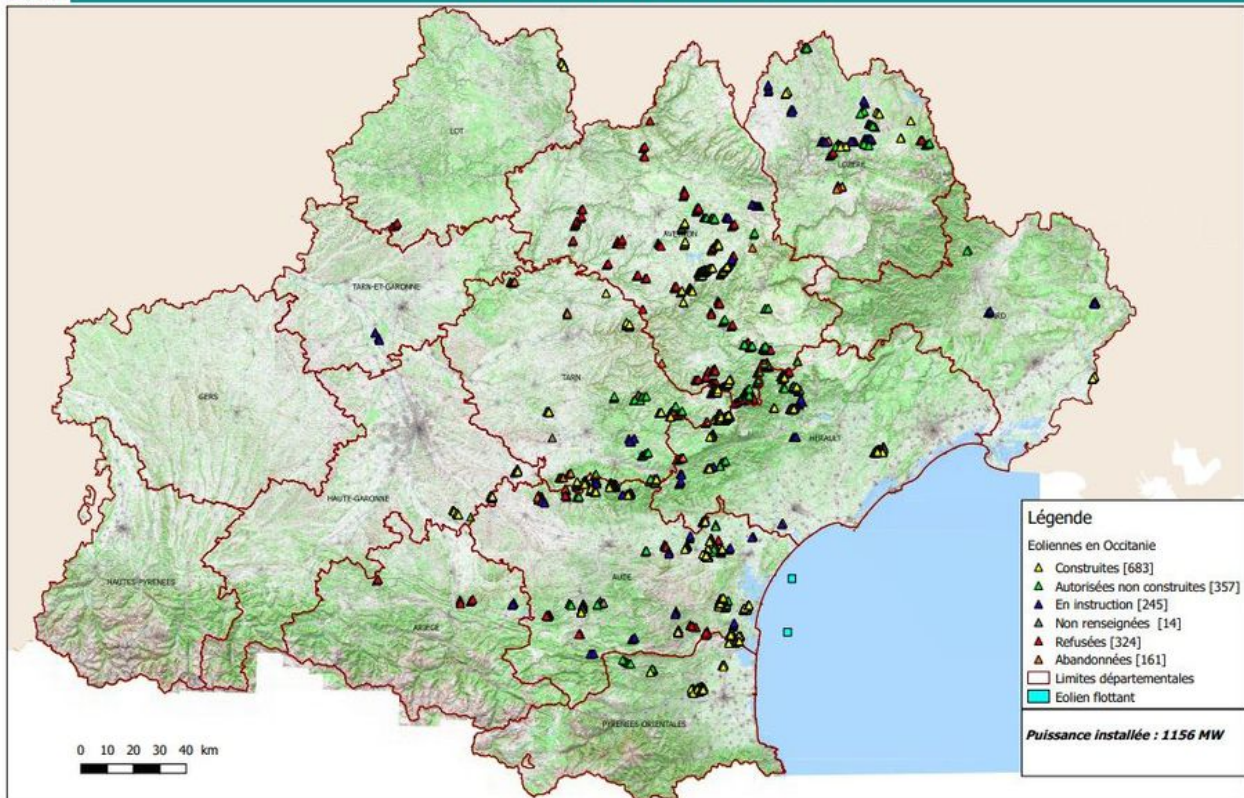 LOT
LOZERE
AVEYRON
TARN-ET-GARONNE
GARD
TARN
GERS
HERAULT
HAUTE-GARONNE
AUDE
HAUTES-PYRENEES
ARIEGE
PYRENEES-ORIENTALES
Légende
Eoliennes en Occitanie
Construites [683]
Autorisées non construites [357]
En instruction [245]
Non renseignées [14]
Refusées [324]
Abandonnées [161]
Limites départementales
Eolien flottant
Puissance installée : 1156 MW
0 10 20 30 40 km